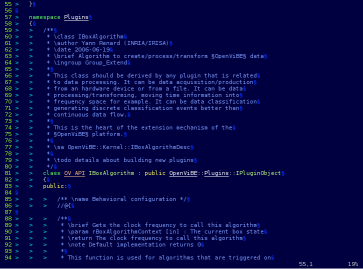 55 > }§
56 §
57 > namespace Plugins§
58 > {§
59 > > /**§
60 > > * \class IBoxAlgorithm§
61 > > * \author Yann Renard (INRIA/IRISA)§
62 > > * \date 2006-06-19§
63 > > * \brief Algorithm to create/process/transform §OpenViBE§ data§
64 > > * \ingroup Group_Extend§
65 > > *§
66 > > * This class should be derived by any plugin that is related§
67 > > * to data processing. It can be data acquisition/production§
68 > > * from an hardware device or from a file. It can be data§
69 > > * processing/transforming, moving time information into§
70 > > * frequency space for example. It can be data classification§
71 > > * generating discrete classification events better than§
72 > > * continuous data flow.§
73 > > *§
74 > > * This is the heart of the extension mechanism of the§
75 > > * §OpenViBE§ platform.§
76 > > *§
77 > > * \sa OpenViBE::Kernel::IBoxAlgorithmDesc§
78 > > *§
79 > > * \todo details about building new plugins§
80 > > */§
81 > > class OV_API IBoxAlgorithm : public OpenViBE::Plugins::IPluginObject§
82 > > {§
83 > > public:§
84 §
85 > > > /** \name Behavioral configuration */§
86 > > > //@{§
87 §
88 > > > /**§
89 > > > * \brief Gets the clock frequency to call this algorithm§
90 > > > * \param rBoxAlgorithmContext [in] : The current box state§
91 > > > * \return The clock frequency to call this algorithm§
92 > > > * \note Default implementation returns 0§
93 > > > *§
94 > > > * This function is used for algorithms that are triggered on§
55,1 19%